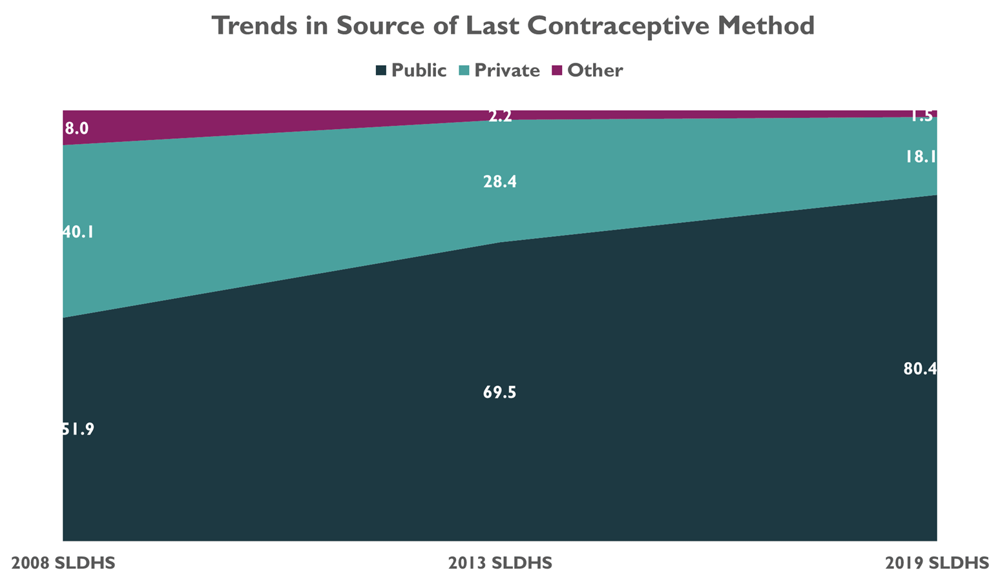 Trends in Source of Last Contraceptive Method
Public Private Other
8.0 2.2 1.5
40.1 28.4 18.1
51.9 69.5 80.4
2008 SLDHS 2013 SLDHS 2019 SLDHS